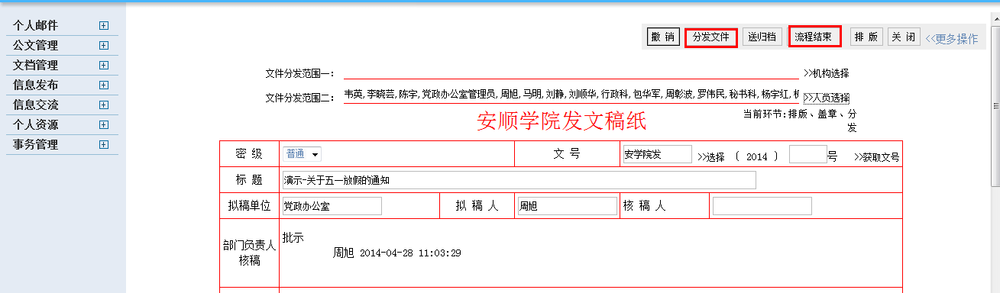 个人邮件
公文管理
文档管理
信息发布
信息交流
个人资源
事务管理
撤 销 分发文件 送归档 流程结束 排 版 关 闭 <<更多操作
文件分发范围一： >>机构选择
文件分发范围二： 韦英,李晓芸,陈宇,党政办公室管理员,周旭,马明,刘静,刘顺华,行政科,包华军,周彰波,罗伟民,秘书科,杨宇红, >>人员选择
当前环节:排版、盖章、分
发
安顺学院发文稿纸
密 级 普通 文 号 安学院发 >>选择 〔 2014 〕 号 >>获取文号
标 题 演示-关于五一放假的通知
拟稿单位 党政办公室 拟 稿 人 周旭 核 稿 人
部门负责人
核稿
批示
周旭 2014-04-28 11:03:29